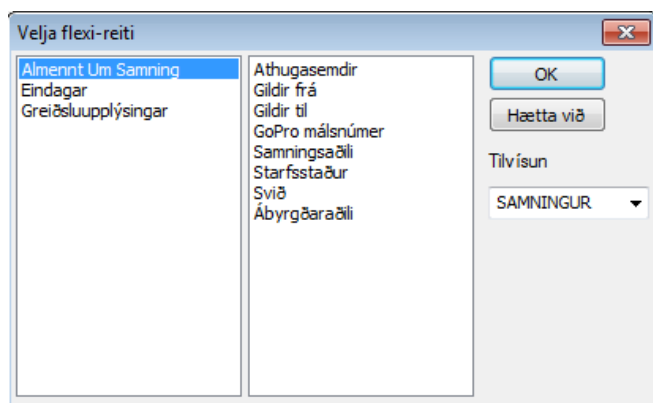 Velja flexi-reiti
Almennt Um Samning
Eindagar
Greiðsluupplýsingar
Athugasemdir
Gildir frá
Gildir til
GoPro málsnúmer
Samningsaðili
Starfsstaður
Svið
Ábyrgðaraðili
OK
Hætta við
Tilvísun
SAMNINGUR